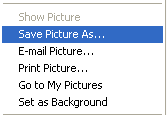 Show Picture
Save Picture As...
E-mail Picture...
Print Picture...
Go to My Pictures
Set as Background